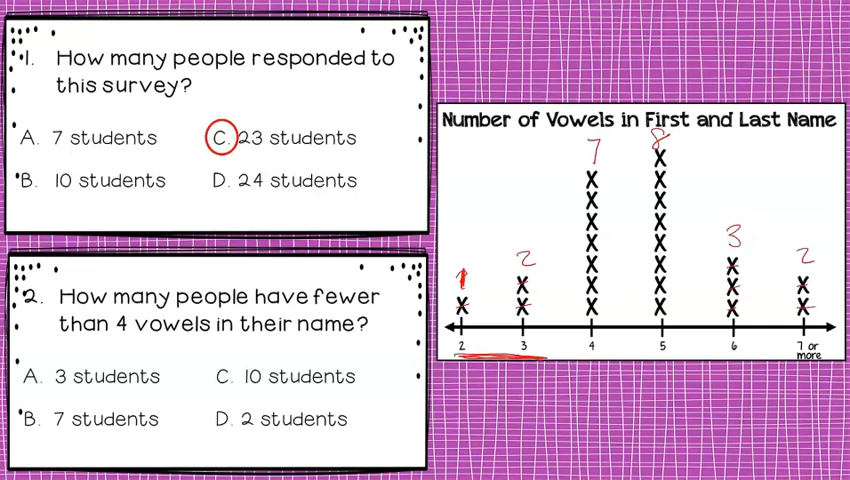 1. How many people responded to
this survey?
A. 7 students
C. 23 students
B. 10 students
D. 24 students
2. How many people have fewer
than 4 vowels in their name?
A. 3 students
C. 10 students
B. 7 students
D. 2 students
Number of Vowels in First and Last Name
1 2 7 8 3 2
2 3 4 5 6 7 or
more